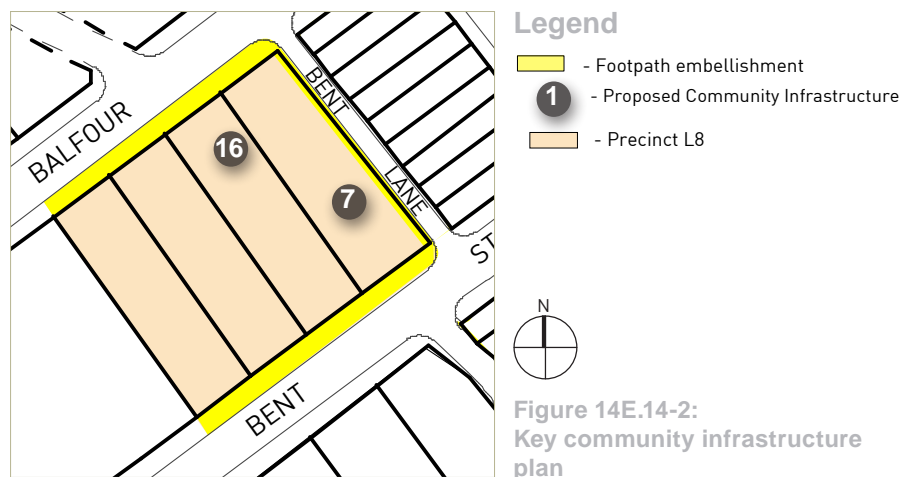 BALFOUR
BENT
LANE
16
7
ST
BENT
Legend
- Footpath embellishment
1 - Proposed Community Infrastructure
- Precinct L8
N
Figure 14E.14-2:
Key community infrastructure
plan